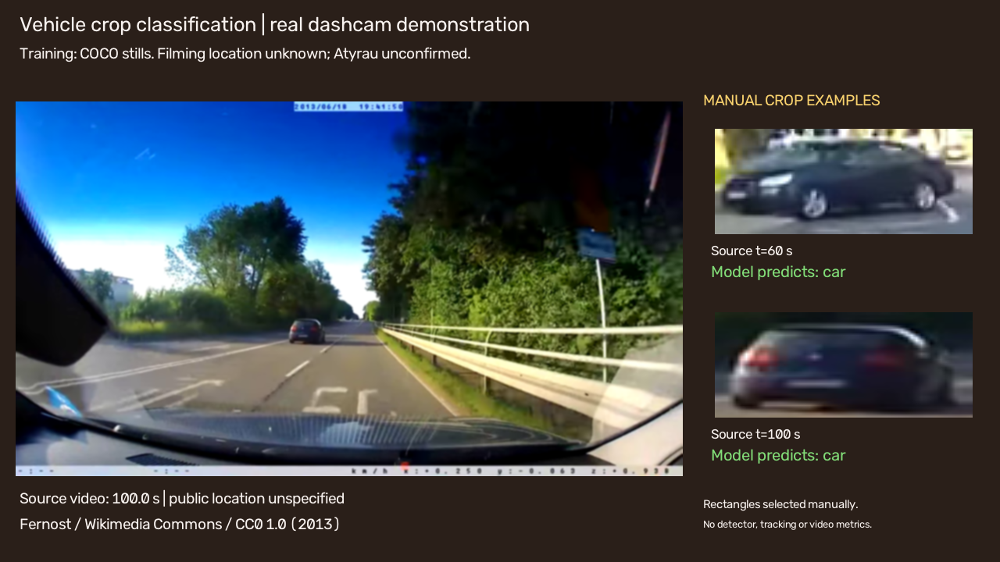 Vehicle crop classification | real dashcam demonstration
Training: COCO stills. Filming location unknown; Atyrau unconfirmed.
2013/06/18 19:41:50
MANUAL CROP EXAMPLES
Source t=60 s
Model predicts: car
Source t=100 s
Model predicts: car
-:-- -:-- km/h x:+0.250 y:-0.063 z:+0.938
Source video: 100.0 s | public location unspecified
Fernost / Wikimedia Commons / CC0 1.0 (2013)
Rectangles selected manually.
No detector, tracking or video metrics.